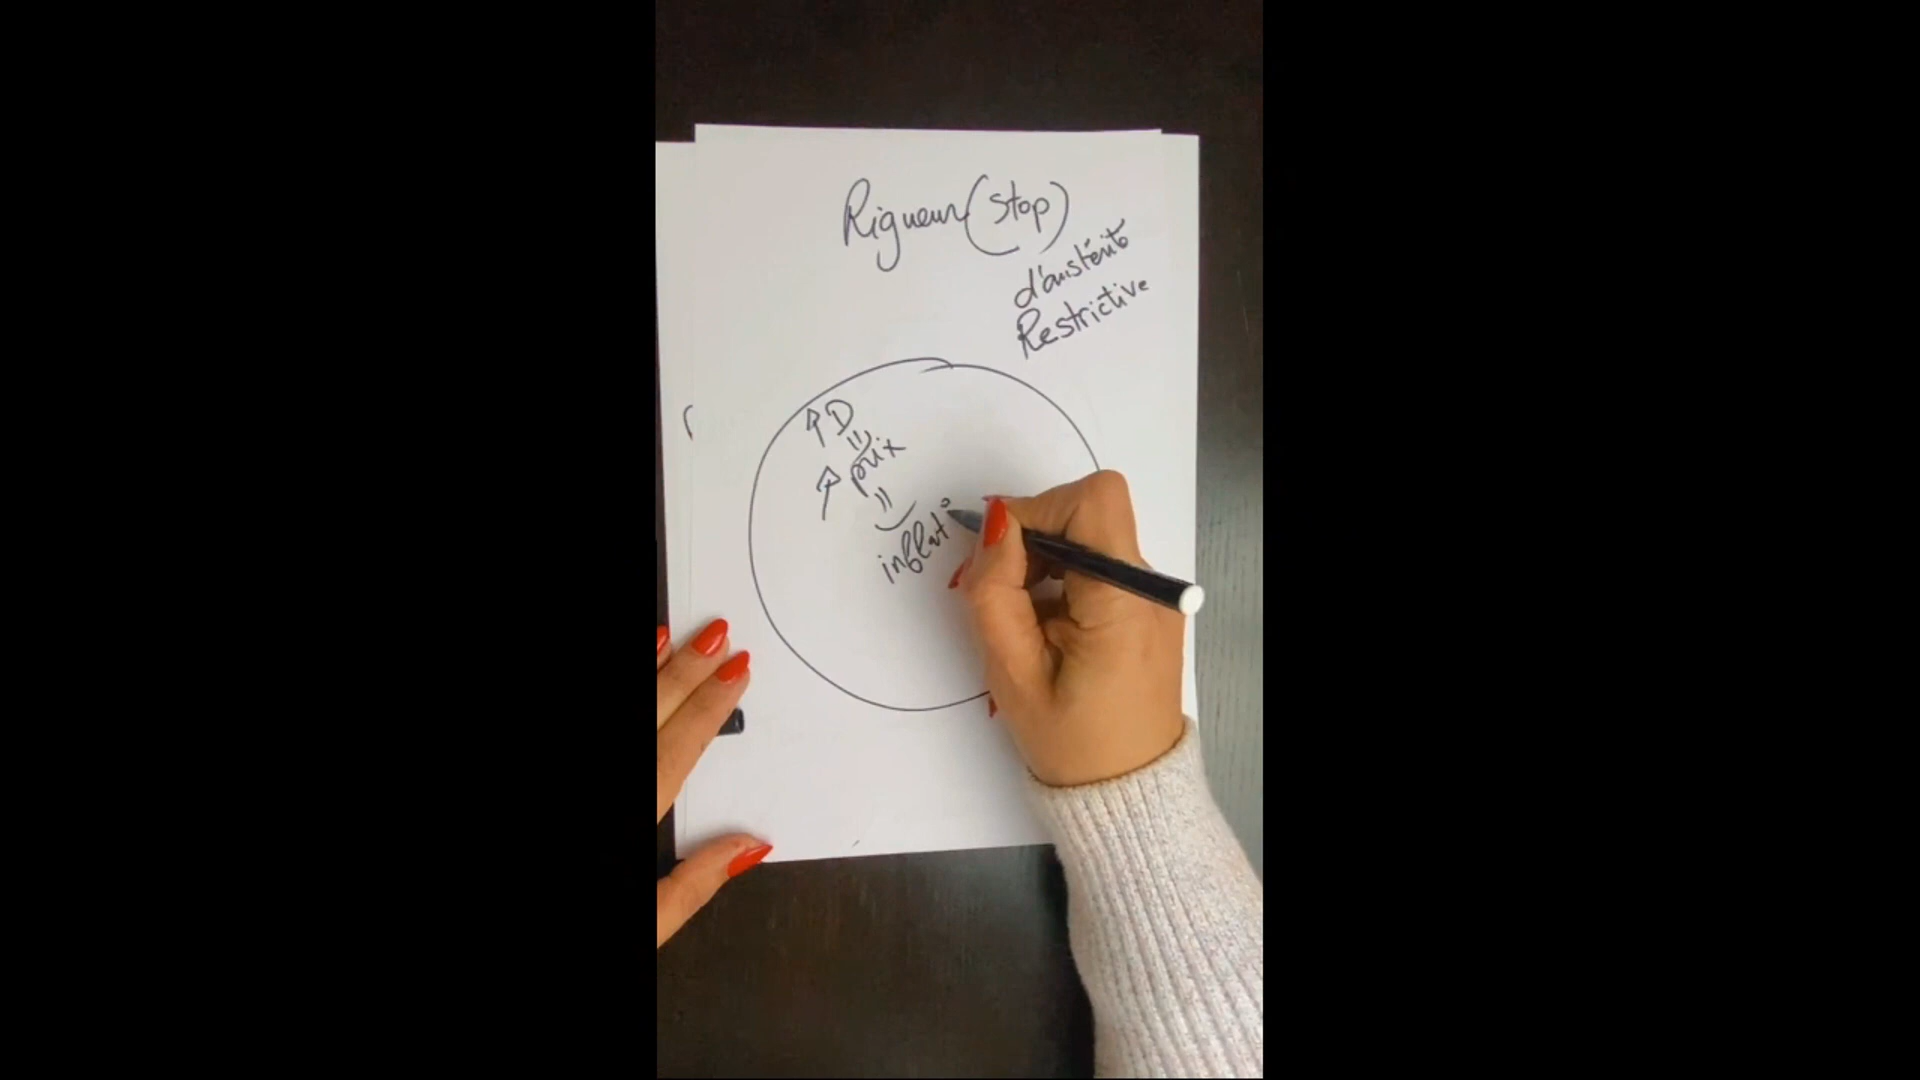 Rigueur (Stop)
d'austérité
Restrictive
↑ D
↑ prix
inflat°